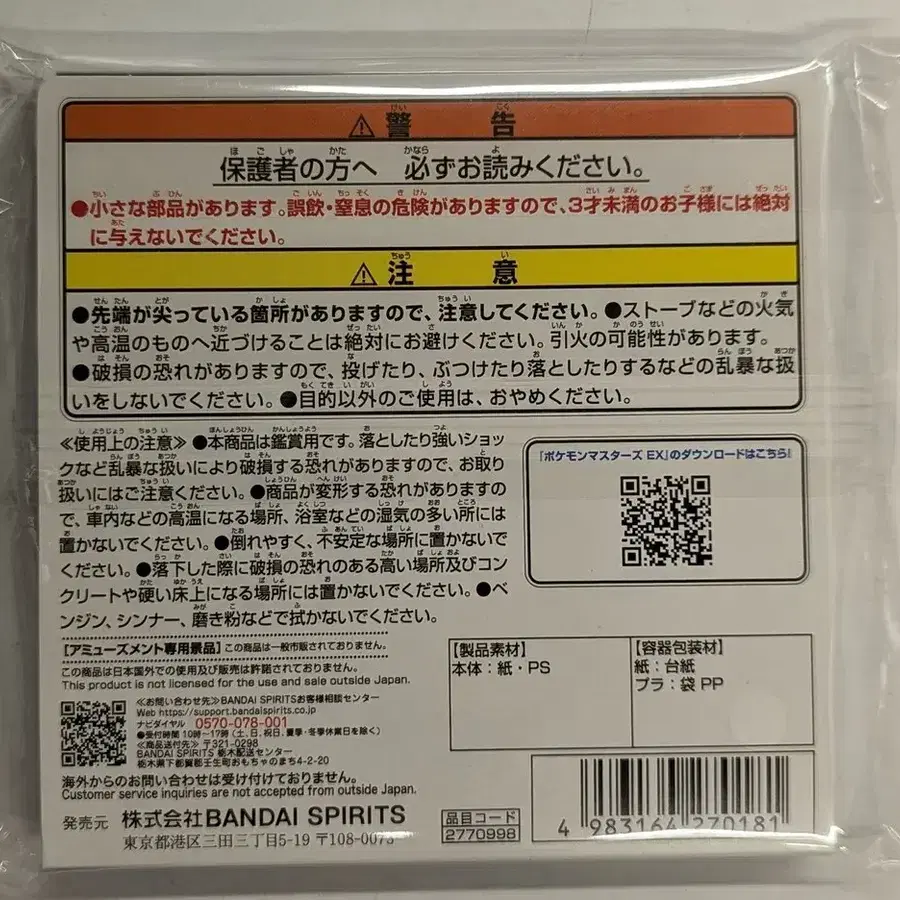 ⚠警告
保護者の方へ 必ずお読みください。
●小さな部品があります。誤飲・窒息の危険がありますので、3才未満のお子様には絶対
に与えないでください。
⚠注意
●先端が尖っている箇所がありますので、注意してください。●ストーブなどの火気
や高温のものへ近づけることは絶対にお避けください。引火の可能性があります。
●破損の恐れがありますので、投げたり、ぶつけたり落としたりするなどの乱暴な扱
いをしないでください。●目的以外のご使用は、おやめください。
≪使用上の注意≫●本商品は鑑賞用です。落としたり強いショッ
クなど乱暴な扱いにより破損する恐れがありますので、お取り
扱いにはご注意ください。●商品が変形する恐れがありますの
で、車内などの高温になる場所、浴室などの湿気の多い所には
置かないでください。●倒れやすく、不安定な場所に置かないで
ください。●落下した際に破損の恐れのある高い場所及びコン
クリートや硬い床上になる場所には置かないでください。●ベ
ンジン、シンナー、磨き粉などで拭かないでください。
『ポケモンマスターズ EX』のダウンロードはこちら!
[アミューズメント専用景品] この商品は一般市販されておりません。
この商品は日本国外での使用及び販売は許諾されておりません。
This product is not licensed for the use and sale outside Japan.
≪お問い合わせ先≫BANDAI SPIRITSお客様相談センター
Web https://support.bandaispirits.co.jp
ナビダイヤル 0570-078-001
●受付時間 10時〜17時(土、日、祝日、夏季・冬季休業日を除く)
≪商品送付先≫ 〒321-0298
BANDAI SPIRITS 栃木配送センター
栃木県下都賀郡壬生町おもちゃのまち4-2-20
海外からのお問い合わせは受け付けておりません。
Customer service inquiries are not accepted from outside Japan.
発売元 株式会社BANDAI SPIRITS
東京都港区三田三丁目5-19 〒108-0073
【製品素材】
本体：紙・PS
【容器包装材】
紙：台紙
プラ：袋 PP
品目コード
2770998
4 983164 270181